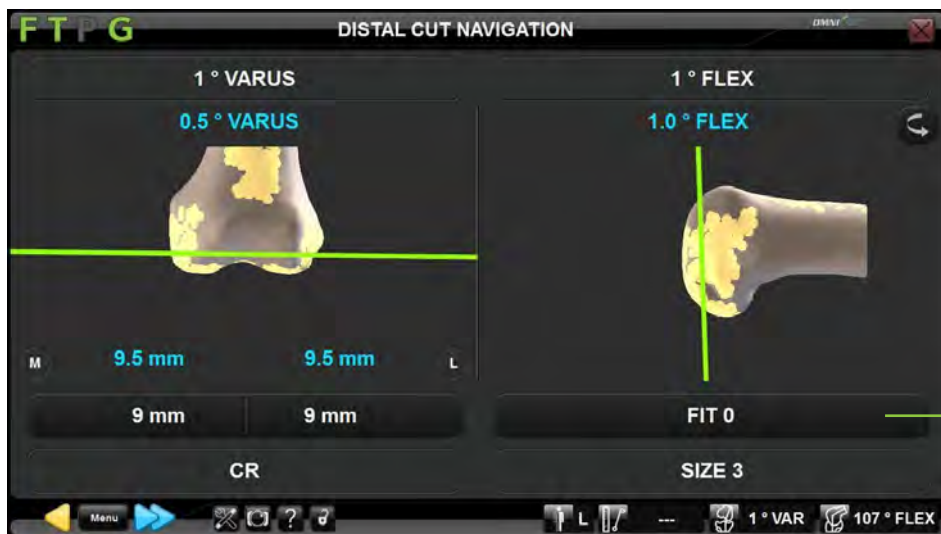 F T P G DISTAL CUT NAVIGATION OMNI
1 ° VARUS 1 ° FLEX
0.5 ° VARUS 1.0 ° FLEX
M 9.5 mm 9.5 mm L
9 mm 9 mm FIT 0
CR SIZE 3
Menu ? L --- 1 ° VAR 107 ° FLEX